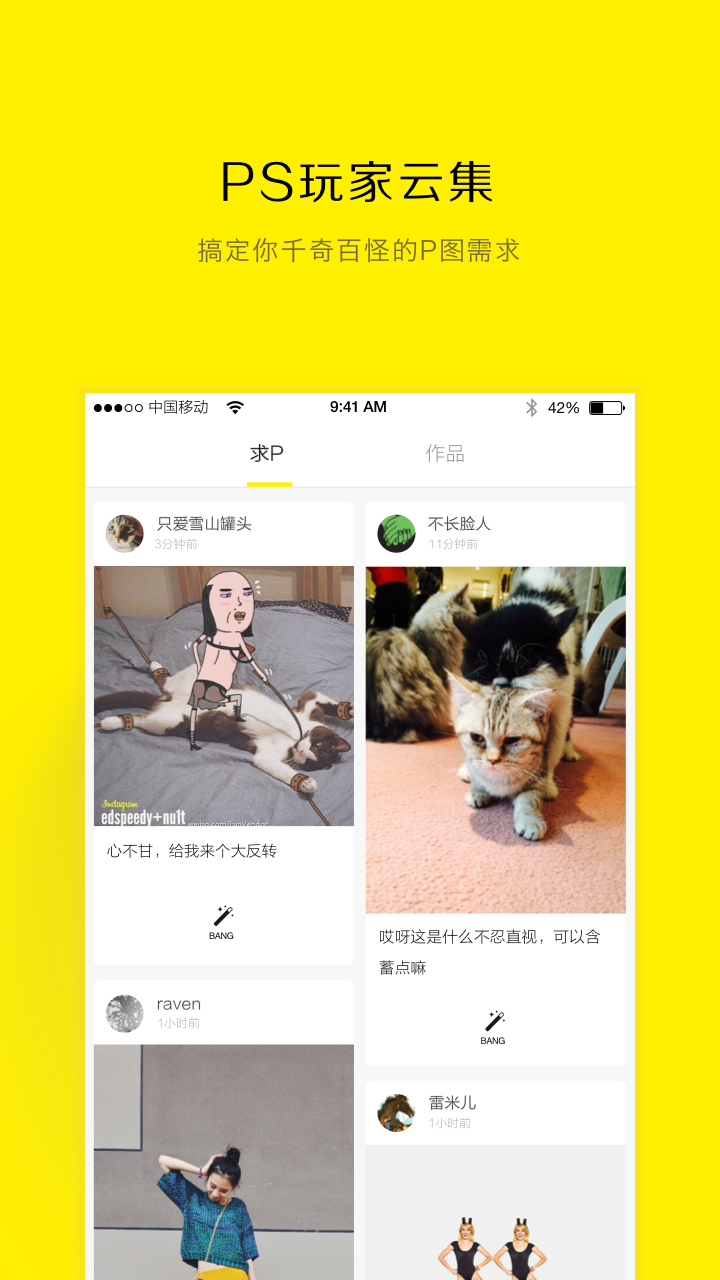 PS玩家云集
搞定你千奇百怪的P图需求
中国移动
9:41 AM
42%
求P
作品
只爱雪山罐头
3分钟前
Instagram
edspeedy+nu1t
心不甘，给我来个大反转
BANG
raven
1小时前
不长脸人
11分钟前
哎呀这是什么不忍直视，可以含
蓄点嘛
BANG
雷米儿
1小时前